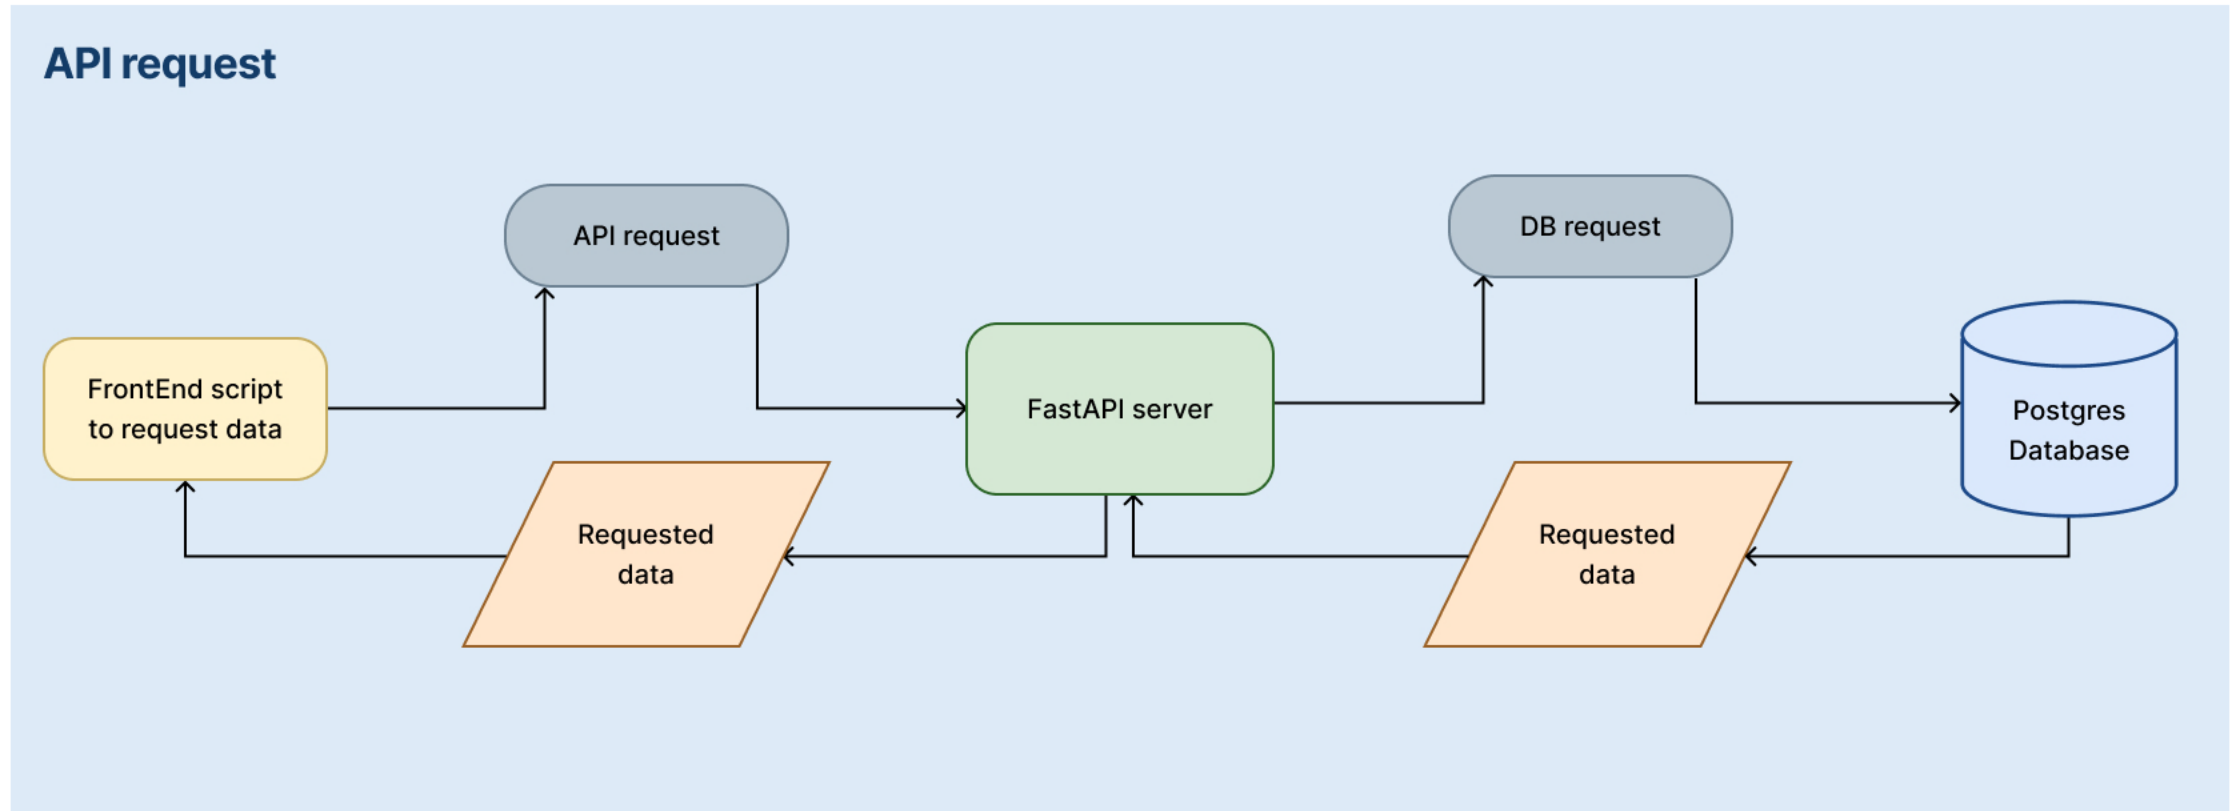 API request
API request
DB request
FrontEnd script
to request data
FastAPI server
Postgres
Database
Requested
data
Requested
data